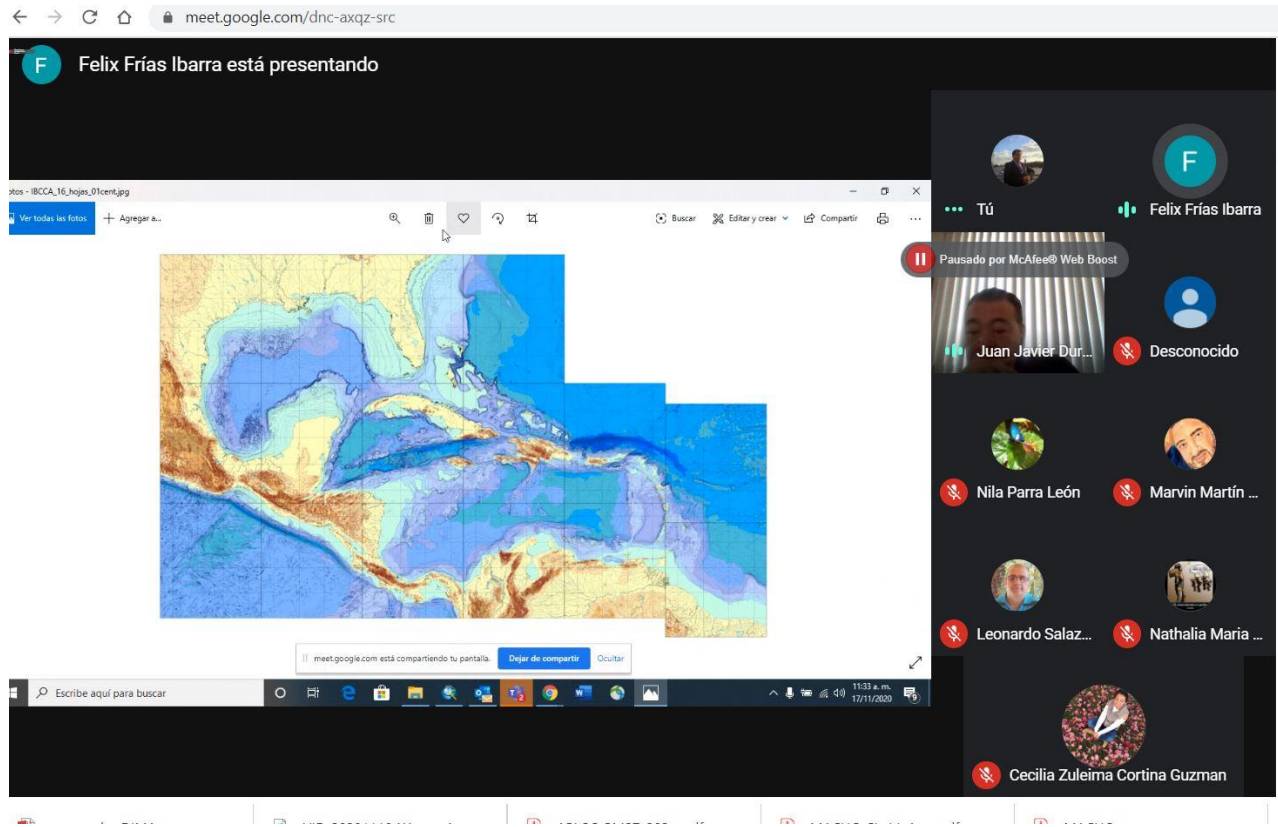 meet.google.com/dnc-axqz-src
F
Felix Frías Ibarra está presentando
otos - IBCCA_16_hojas_01cent.jpg
Ver todas las fotos
Agregar a...
Buscar
Editar y crear
Compartir
Tú
F
Felix Frías Ibarra
Pausado por McAfee® Web Boost
Juan Javier Dur...
Desconocido
Nila Parra León
Marvin Martín ...
Leonardo Salaz...
Nathalia Maria ...
Cecilia Zuleima Cortina Guzman
meet.google.com está compartiendo tu pantalla.
Dejar de compartir
Ocultar
Escribe aquí para buscar
11:33 a. m.
17/11/2020